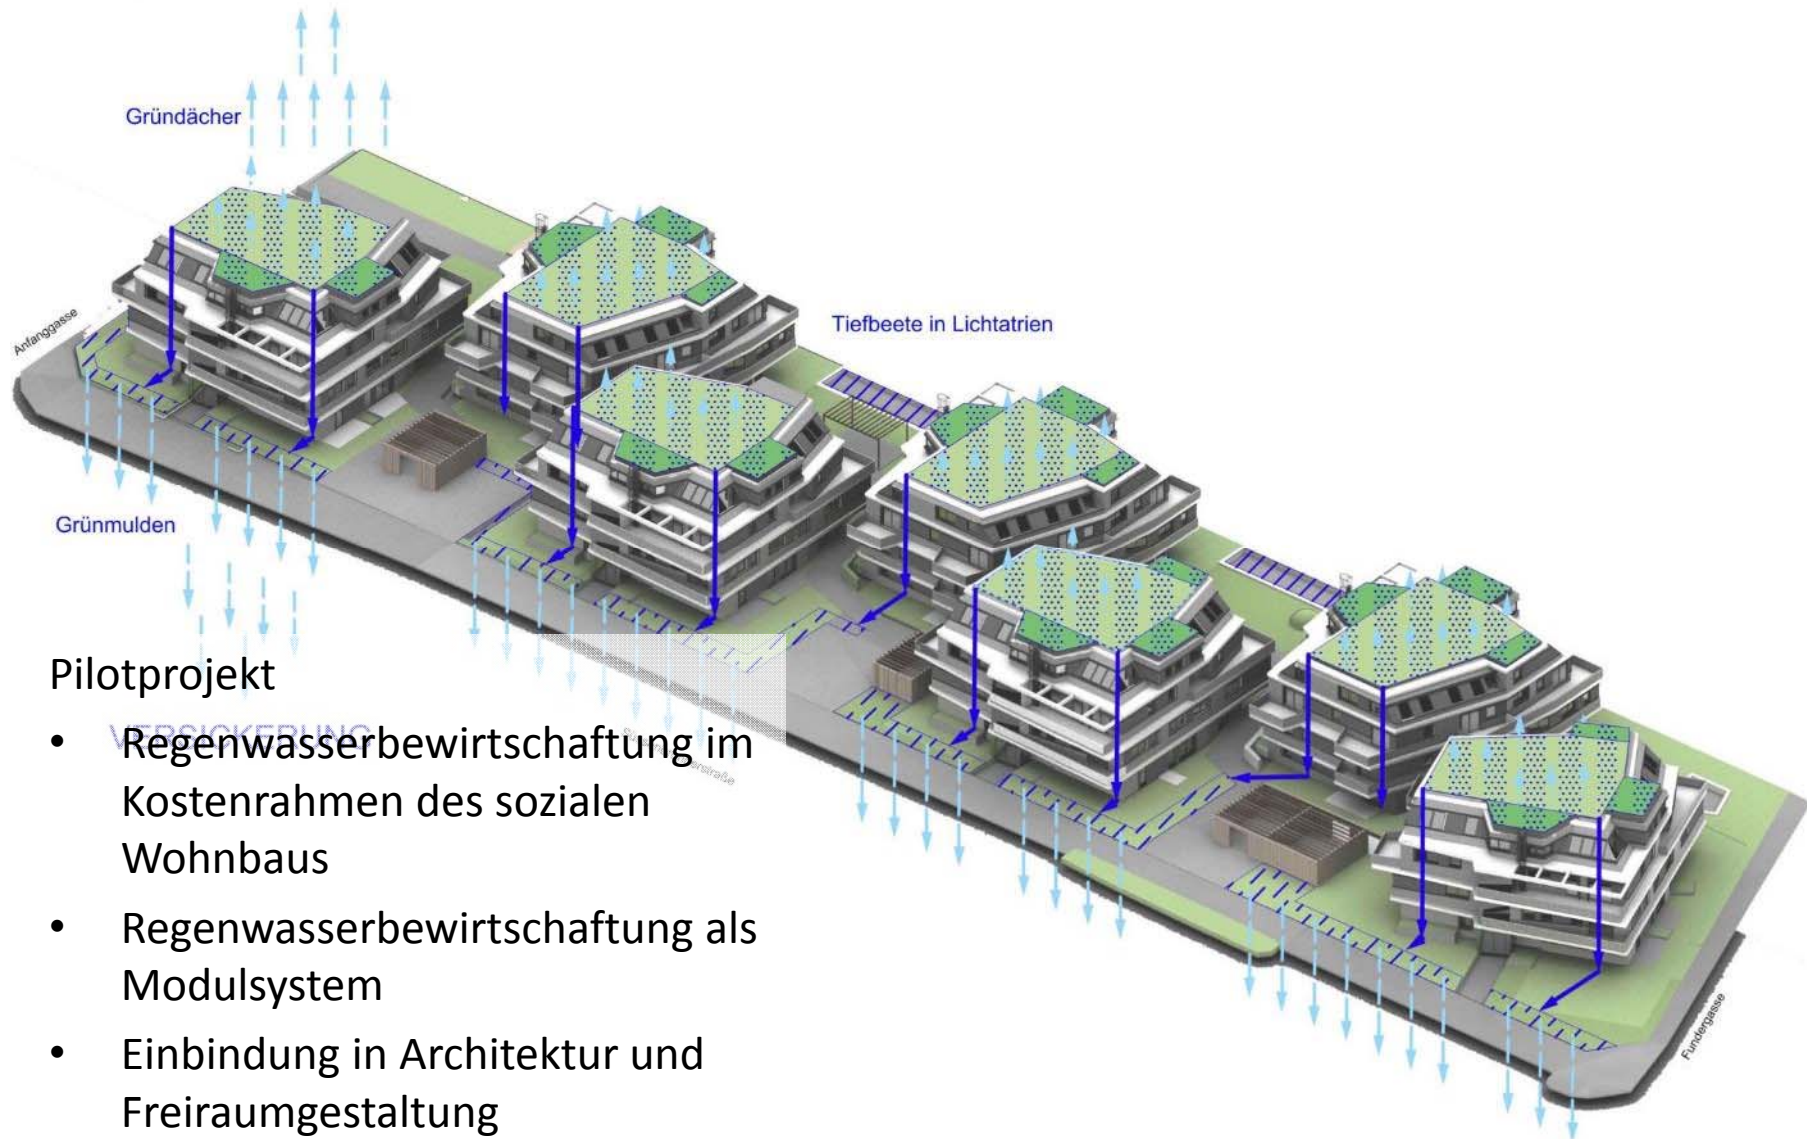 Gründächer
Anfanggasse
Tiefbeete in Lichtatrien
Grünmulden
Pilotprojekt
VERSICKERUNG
• Regenwasserbewirtschaftung im
Kostenrahmen des sozialen
Wohnbaus
• Regenwasserbewirtschaftung als
Modulsystem
• Einbindung in Architektur und
Freiraumgestaltung
Fundergasse